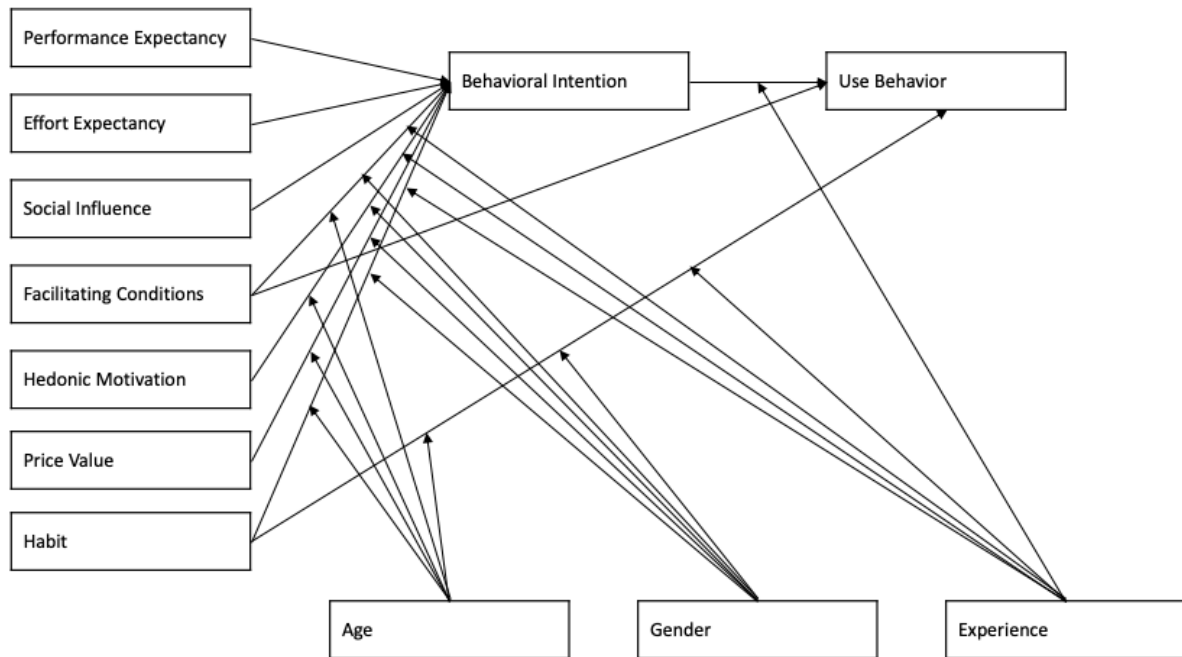 Performance Expectancy
Behavioral Intention
Use Behavior
Effort Expectancy
Social Influence
Facilitating Conditions
Hedonic Motivation
Price Value
Habit
Age
Gender
Experience